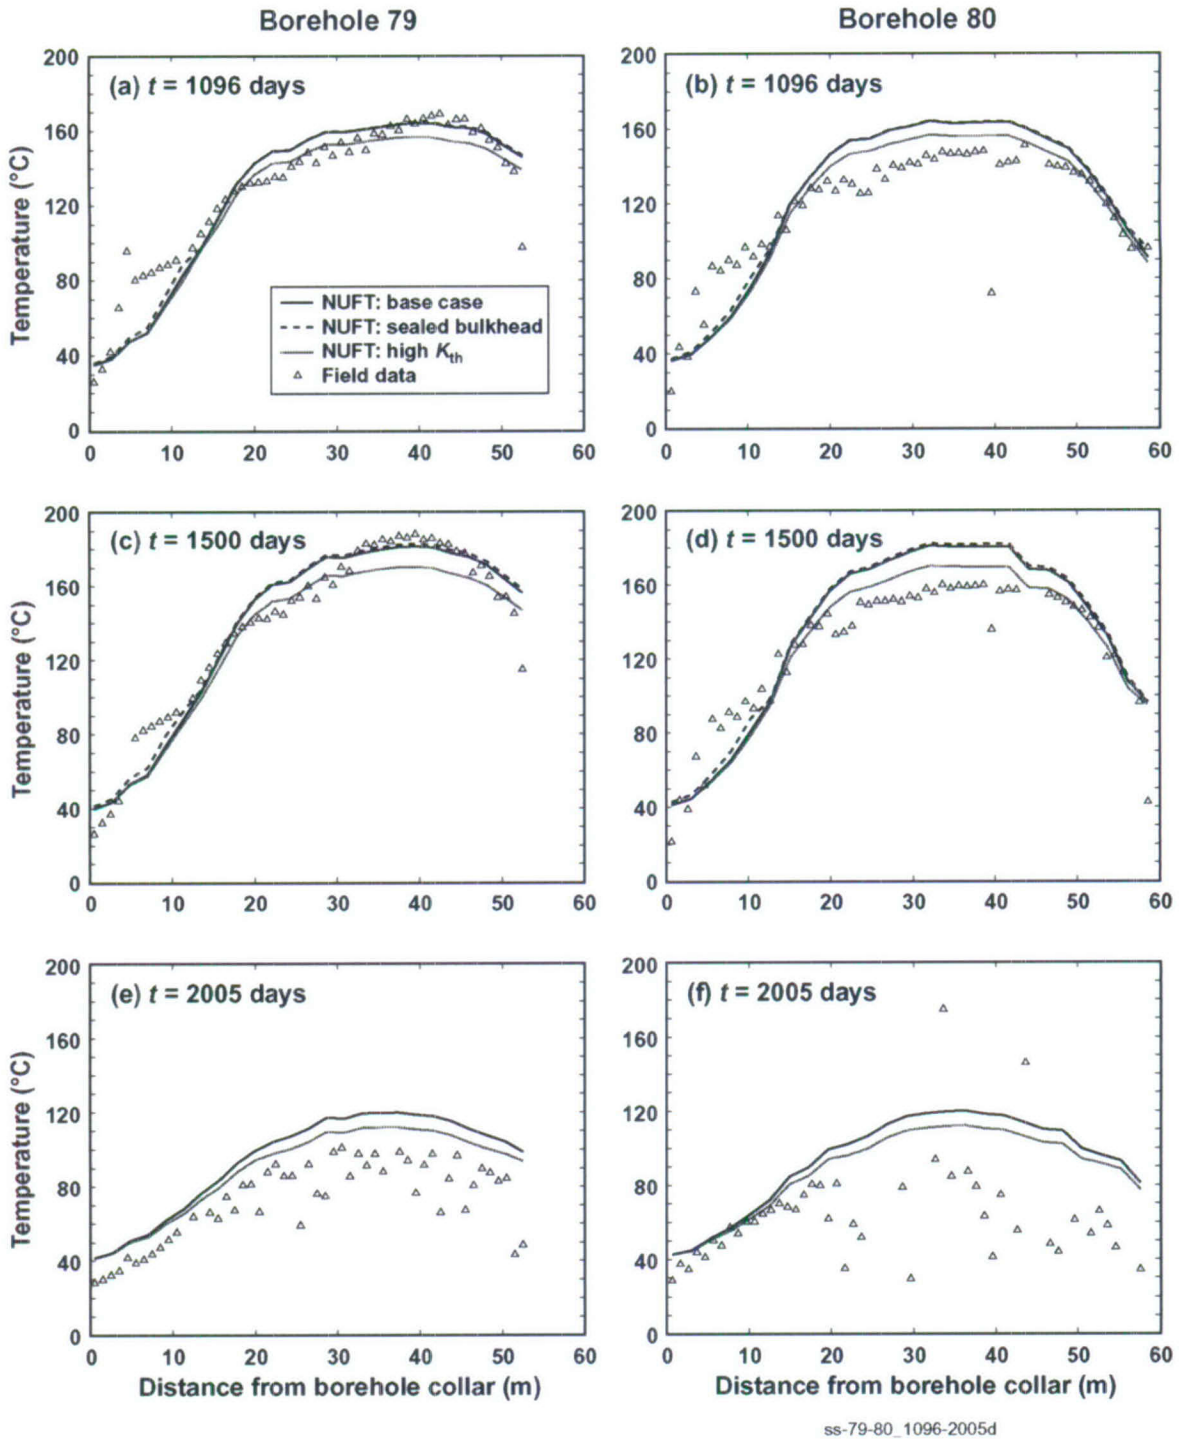 Borehole 79
Borehole 80
(a) t = 1096 days
200
160
120
80
40
0
0 10 20 30 40 50 60
Temperature (°C)
NUFT: base case
NUFT: sealed bulkhead
NUFT: high Kth
Field data
(b) t = 1096 days
200
160
120
80
40
0
0 10 20 30 40 50 60
(c) t = 1500 days
200
160
120
80
40
0
0 10 20 30 40 50 60
Temperature (°C)
(d) t = 1500 days
200
160
120
80
40
0
0 10 20 30 40 50 60
(e) t = 2005 days
200
160
120
80
40
0
0 10 20 30 40 50 60
Temperature (°C)
Distance from borehole collar (m)
(f) t = 2005 days
200
160
120
80
40
0
0 10 20 30 40 50 60
Distance from borehole collar (m)
ss-79-80_1096-2005d